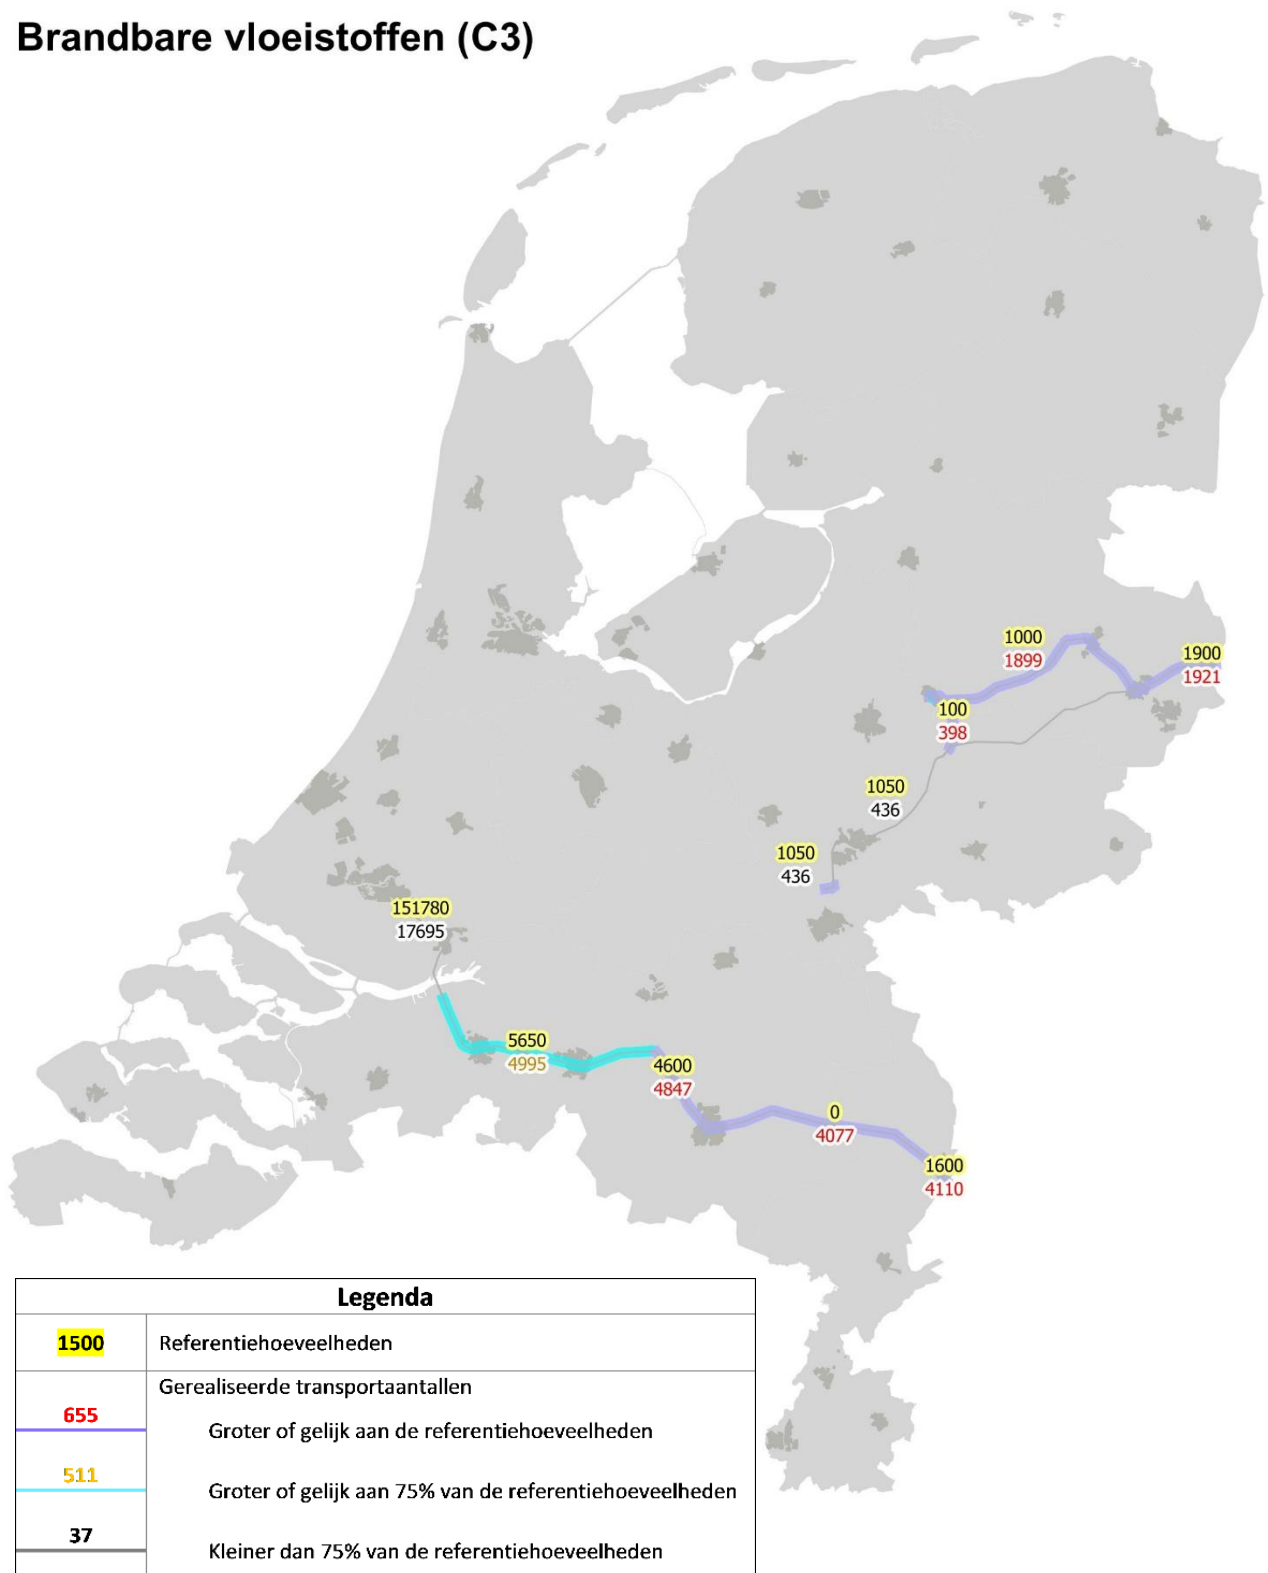 Brandbare vloeistoffen (C3)
1000
1899
1900
1921
100
398
1050
436
1050
436
151780
17695
5650
4995
4600
4847
0
4077
1600
4110
Legenda
1500 Referentiehoeveelheden
Gerealiseerde transportaantallen
655 Groter of gelijk aan de referentiehoeveelheden
511 Groter of gelijk aan 75% van de referentiehoeveelheden
37 Kleiner dan 75% van de referentiehoeveelheden